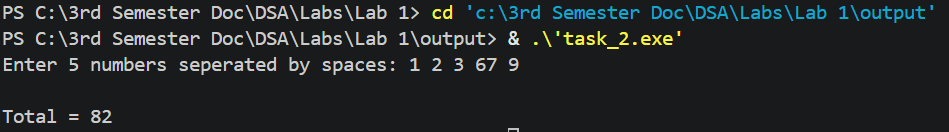 PS C:\3rd Semester Doc\DSA\Labs\Lab 1> cd 'c:\3rd Semester Doc\DSA\Labs\Lab 1\output'
PS C:\3rd Semester Doc\DSA\Labs\Lab 1\output> & .\'task_2.exe'
Enter 5 numbers seperated by spaces: 1 2 3 67 9
Total = 82